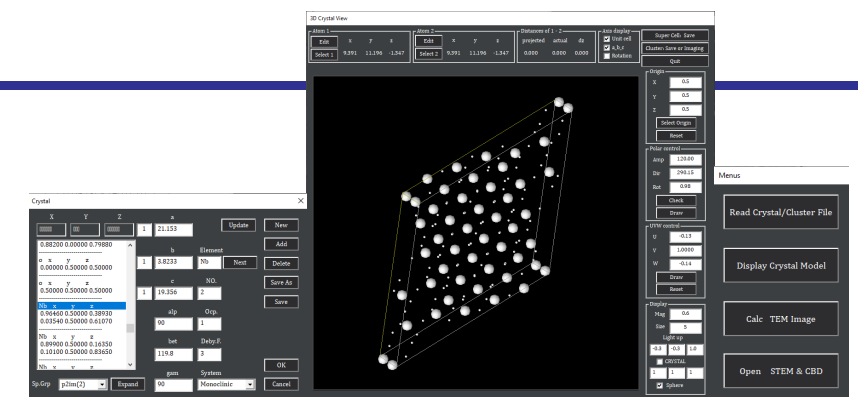 3D Crystal View
Atom 1
Edit x y z
Select 1 9.391 11.196 -1.347
Atom 2
Edit x y z
Select 2 9.391 11.196 -1.347
Distances of 1 - 2
projected actual dz
0.000 0.000 0.000
Axis display
Unit cell
a,b,c
Rotation
Super Cell: Save
Cluster: Save or Imaging
Quit
Origin
X 0.5
Y 0.5
Z 0.5
Select Origin
Reset
Polar control
Amp 120.00
Dir 290.15
Rot 0.98
Check
Draw
UVW control
U -0.13
V 1.0000
W -0.14
Draw
Reset
Display
Mag 0.6
Size 5
Light up
-0.5 -0.5 1.0
CRYSTAL
1 1 1
Sphere
Crystal
X Y Z
0.88200 0.00000 0.79880
o x y z
0.00000 0.50000 0.50000
o x y z
0.50000 0.50000 0.50000
Nb x y z
0.96460 0.50000 0.38930
0.03540 0.50000 0.61070
Nb x y z
0.89900 0.50000 0.16350
0.10100 0.50000 0.83650
Nb x y z
Sp.Grp p2im(2) Expand
a
1 21.153
b
1 3.8233
c
1 19.356
alp
90
bet
119.8
gam
90
Update
Element
Nb Next
NO.
2
Ocp.
1
Deby.F.
3
System
Monoclinic
New
Add
Delete
Save As
Save
OK
Cancel
Menus
Read Crystal/Cluster File
Display Crystal Model
Calc TEM Image
Open STEM & CBD